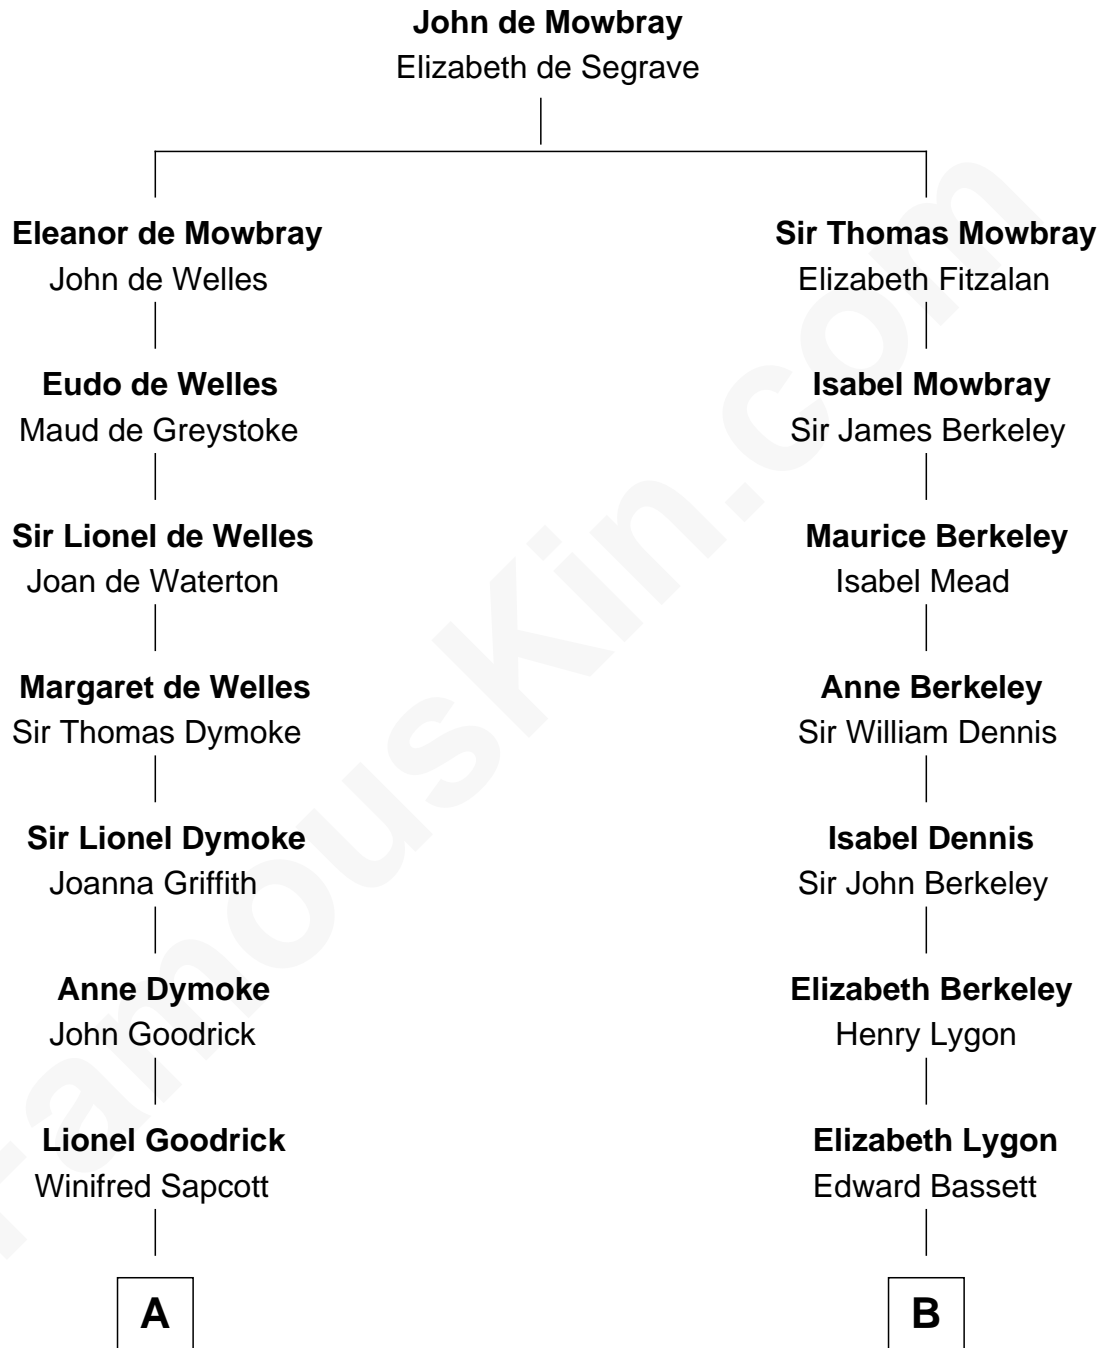 John de Mowbray
Elizabeth de Segrave
Eleanor de Mowbray
John de Welles
Sir Thomas Mowbray
Elizabeth Fitzalan
Eudo de Welles
Maud de Greystoke
Isabel Mowbray
Sir James Berkeley
Sir Lionel de Welles
Joan de Waterton
Maurice Berkeley
Isabel Mead
Margaret de Welles
Sir Thomas Dymoke
Anne Berkeley
Sir William Dennis
Sir Lionel Dymoke
Joanna Griffith
Isabel Dennis
Sir John Berkeley
Anne Dymoke
John Goodrick
Elizabeth Berkeley
Henry Lygon
Lionel Goodrick
Winifred Sapcott
Elizabeth Lygon
Edward Bassett
A
B
FamousKin.com